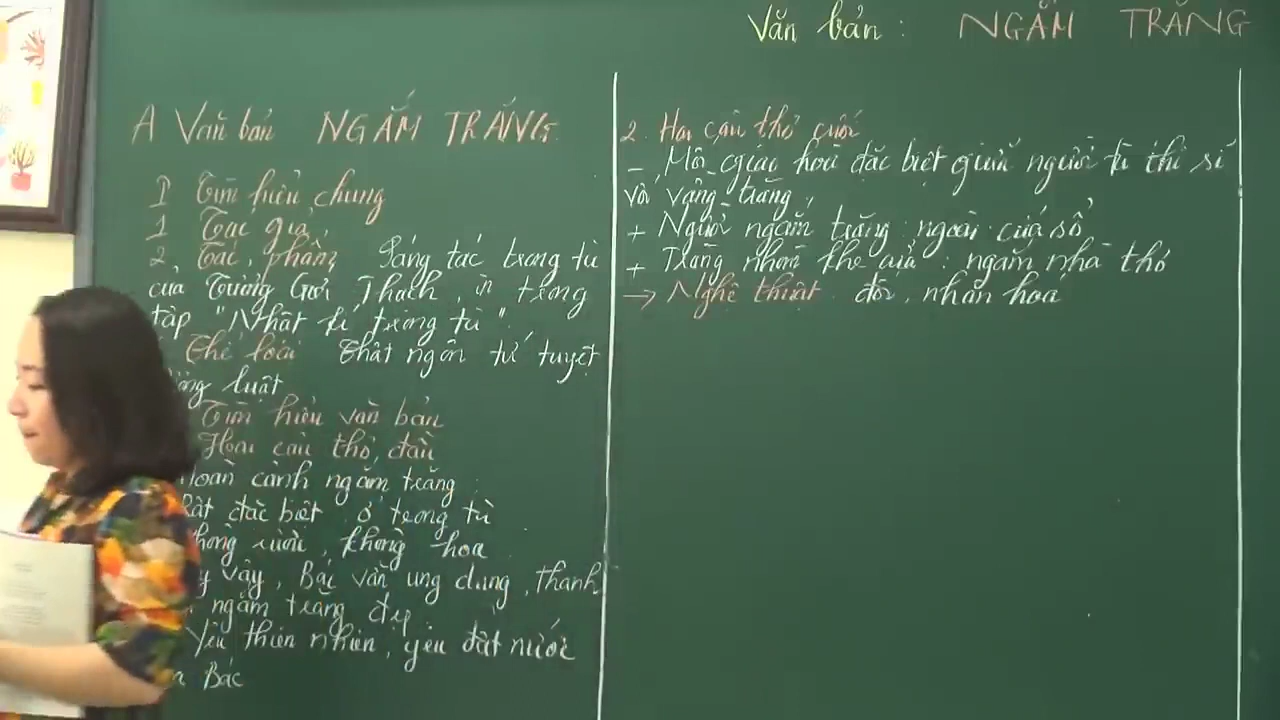 Văn bản : NGẮM TRĂNG
A Văn bản NGẮM TRĂNG
I Tìm hiểu chung
1 Tác giả
2 Tác phẩm Sáng tác trong tù
của Tưởng Giới Thạch, in trong
tập "Nhật kí trong tù".
Thể loại Thất ngôn tứ tuyệt
luật
Tìm hiểu văn bản
Hai câu thơ đầu
cảnh ngắm trăng :
đặc biệt ở trong tù
rượu, không hoa
vậy, Bác vẫn ung dung, thanh
ngắm trăng đẹp
Yêu thiên nhiên, yêu đất nước
Bác
2. Hai câu thơ cuối
- Mối giao hoà đặc biệt giữa người tù thi sĩ
với vầng trăng
+ Người ngắm trăng ngoài cửa sổ
+ Trăng nhòm khe cửa : ngắm nhà thơ
→ Nghệ thuật : đối, nhân hoá